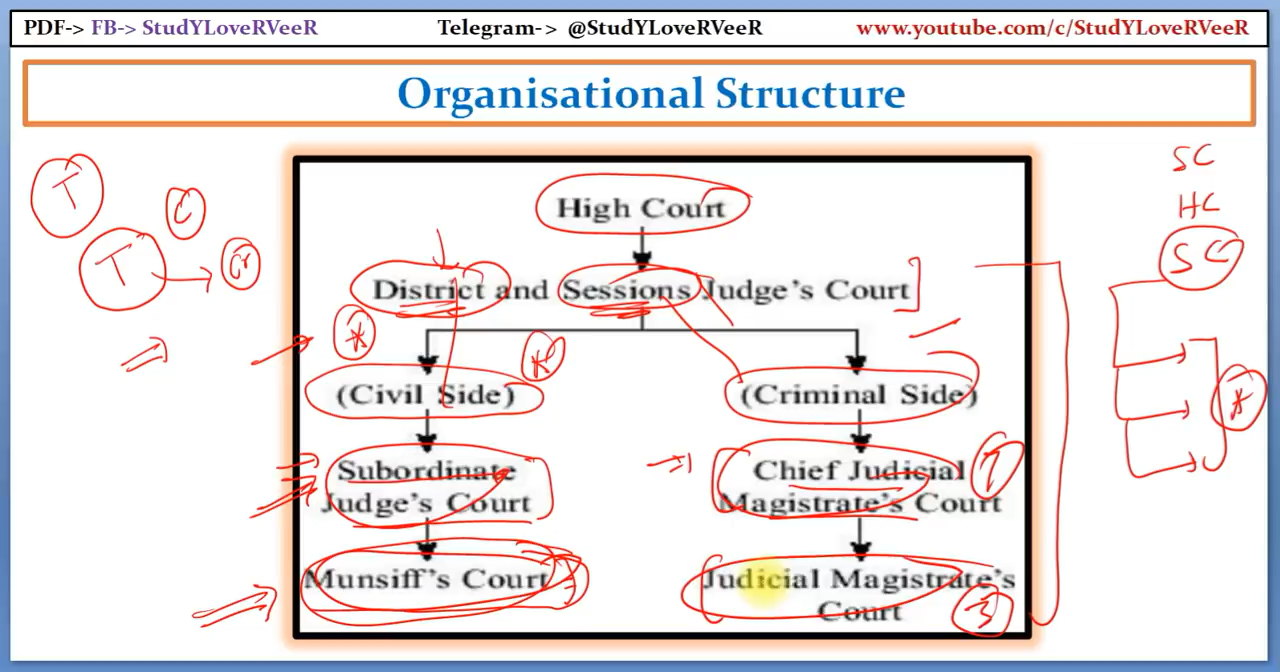 PDF-> FB-> StudYLoveRVeeR Telegram-> @StudYLoveRVeeR www.youtube.com/c/StudYLoveRVeeR
Organisational Structure
T
C
T
Cr
SC
HC
SC
High Court
District and Sessions Judge's Court
(Civil Side)
(Criminal Side)
Subordinate
Judge's Court
Chief Judicial
Magistrate's Court
Munsiff's Court
Judicial Magistrate's
Court